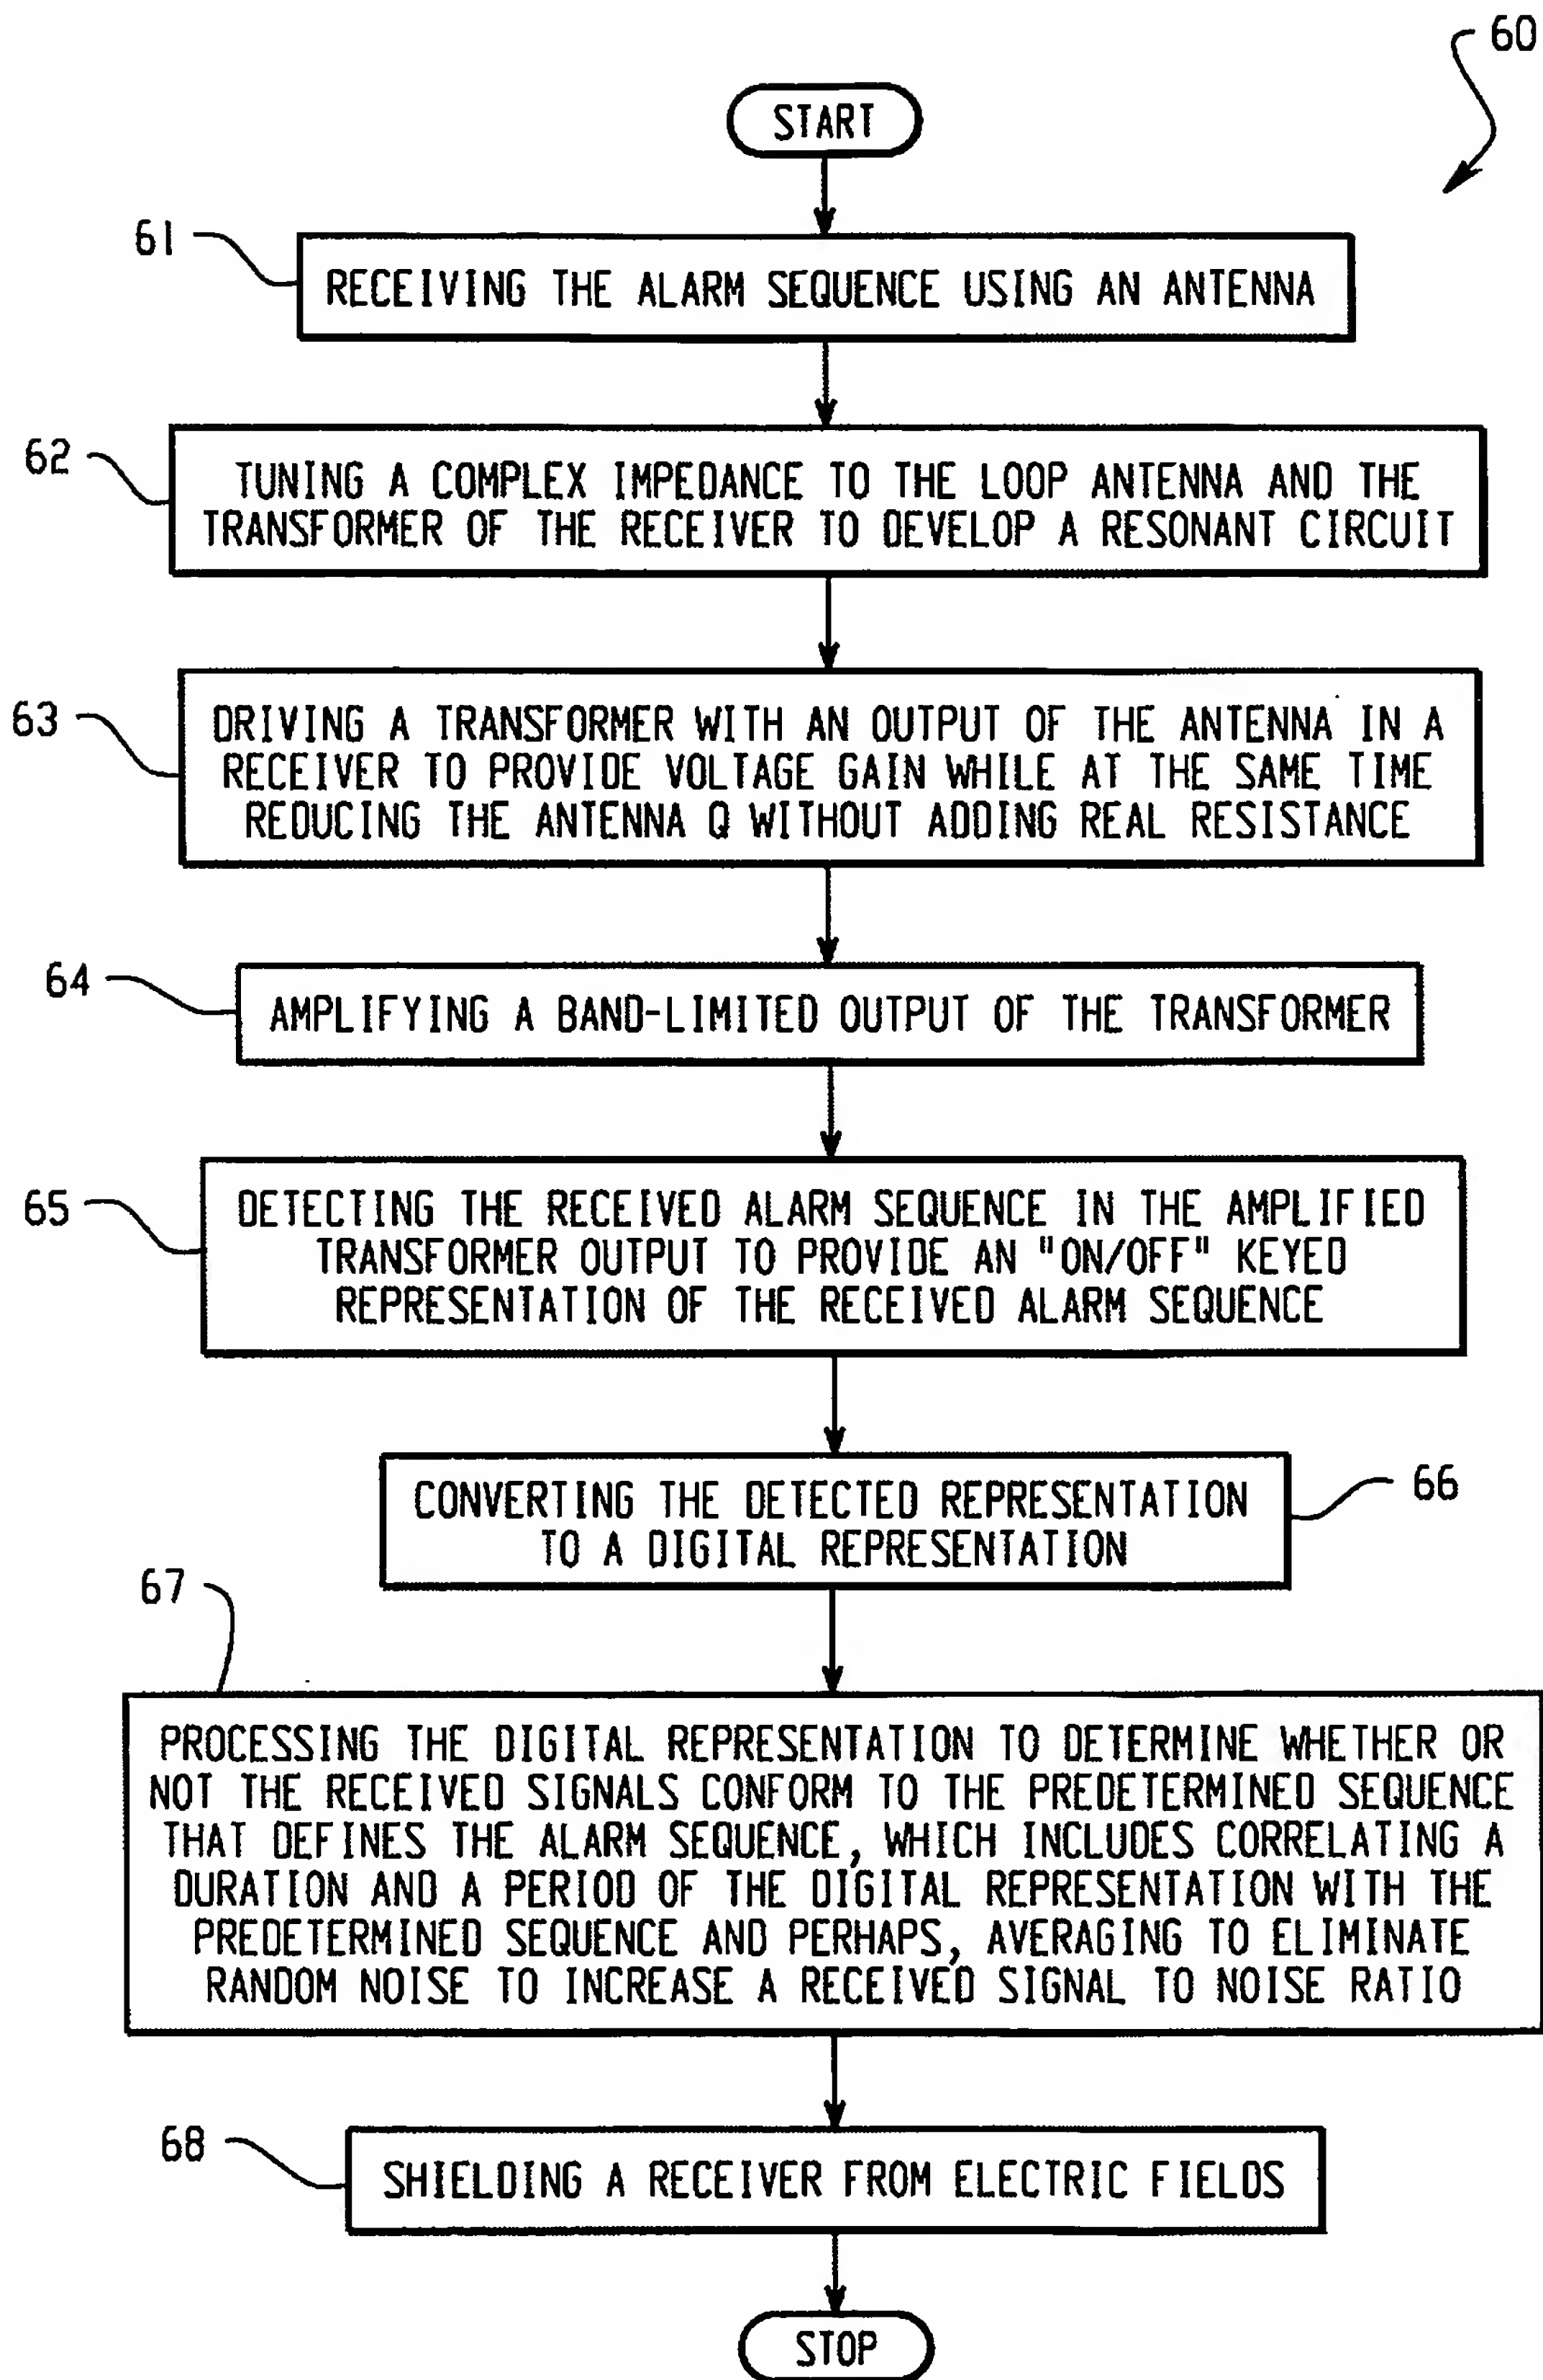 60
START
61
RECEIVING THE ALARM SEQUENCE USING AN ANTENNA
62
TUNING A COMPLEX IMPEDANCE TO THE LOOP ANTENNA AND THE
TRANSFORMER OF THE RECEIVER TO DEVELOP A RESONANT CIRCUIT
63
DRIVING A TRANSFORMER WITH AN OUTPUT OF THE ANTENNA IN A
RECEIVER TO PROVIDE VOLTAGE GAIN WHILE AT THE SAME TIME
REDUCING THE ANTENNA Q WITHOUT ADDING REAL RESISTANCE
64
AMPLIFYING A BAND-LIMITED OUTPUT OF THE TRANSFORMER
65
DETECTING THE RECEIVED ALARM SEQUENCE IN THE AMPLIFIED
TRANSFORMER OUTPUT TO PROVIDE AN "ON/OFF" KEYED
REPRESENTATION OF THE RECEIVED ALARM SEQUENCE
66
CONVERTING THE DETECTED REPRESENTATION
TO A DIGITAL REPRESENTATION
67
PROCESSING THE DIGITAL REPRESENTATION TO DETERMINE WHETHER OR
NOT THE RECEIVED SIGNALS CONFORM TO THE PREDETERMINED SEQUENCE
THAT DEFINES THE ALARM SEQUENCE, WHICH INCLUDES CORRELATING A
DURATION AND A PERIOD OF THE DIGITAL REPRESENTATION WITH THE
PREDETERMINED SEQUENCE AND PERHAPS, AVERAGING TO ELIMINATE
RANDOM NOISE TO INCREASE A RECEIVED SIGNAL TO NOISE RATIO
68
SHIELDING A RECEIVER FROM ELECTRIC FIELDS
STOP